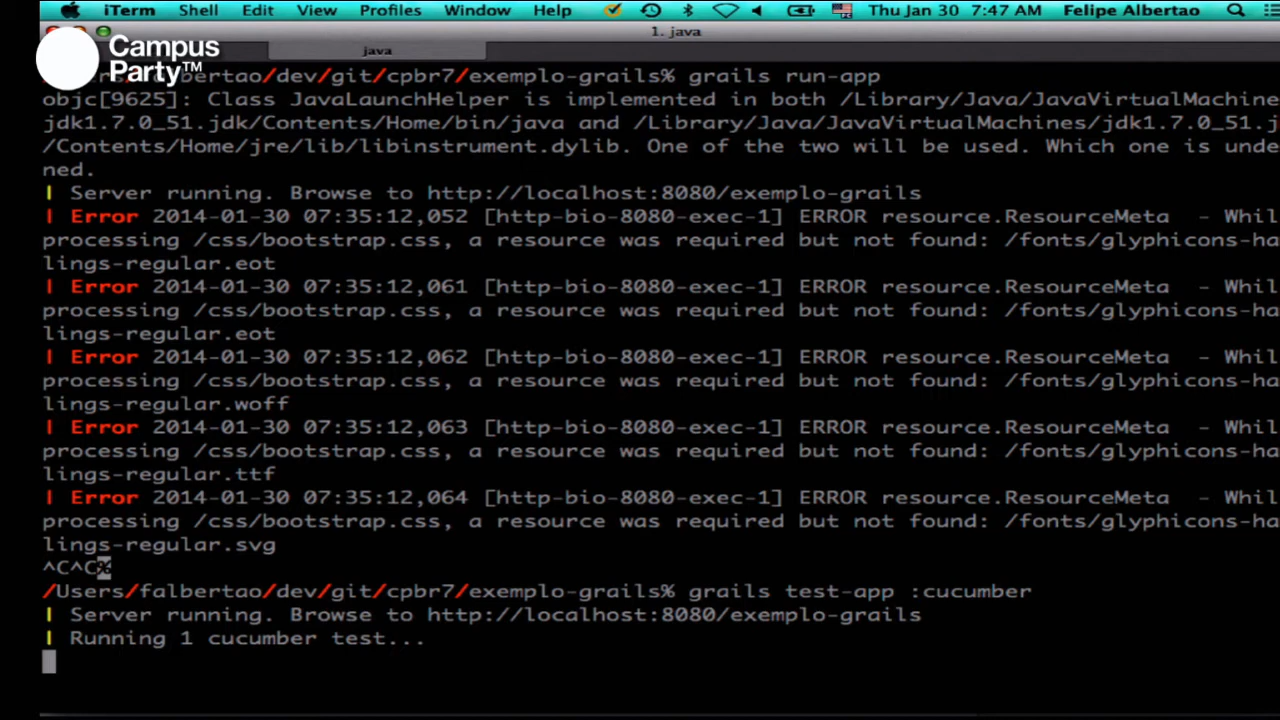 iTerm Shell Edit View Profiles Window Help Thu Jan 30 7:47 AM Felipe Albertao
1. java
Campus
Party™
java
albertao/dev/git/cpbr7/exemplo-grails% grails run-app
objc[9625]: Class JavaLaunchHelper is implemented in both /Library/Java/JavaVirtualMachine
jdk1.7.0_51.jdk/Contents/Home/bin/java and /Library/Java/JavaVirtualMachines/jdk1.7.0_51.j
/Contents/Home/jre/lib/libinstrument.dylib. One of the two will be used. Which one is unde
ned.
| Server running. Browse to http://localhost:8080/exemplo-grails
| Error 2014-01-30 07:35:12,052 [http-bio-8080-exec-1] ERROR resource.ResourceMeta - Whil
processing /css/bootstrap.css, a resource was required but not found: /fonts/glyphicons-ha
lings-regular.eot
| Error 2014-01-30 07:35:12,061 [http-bio-8080-exec-1] ERROR resource.ResourceMeta - Whil
processing /css/bootstrap.css, a resource was required but not found: /fonts/glyphicons-ha
lings-regular.eot
| Error 2014-01-30 07:35:12,062 [http-bio-8080-exec-1] ERROR resource.ResourceMeta - Whil
processing /css/bootstrap.css, a resource was required but not found: /fonts/glyphicons-ha
lings-regular.woff
| Error 2014-01-30 07:35:12,063 [http-bio-8080-exec-1] ERROR resource.ResourceMeta - Whil
processing /css/bootstrap.css, a resource was required but not found: /fonts/glyphicons-ha
lings-regular.ttf
| Error 2014-01-30 07:35:12,064 [http-bio-8080-exec-1] ERROR resource.ResourceMeta - Whil
processing /css/bootstrap.css, a resource was required but not found: /fonts/glyphicons-ha
lings-regular.svg
^C^C%
/Users/falbertao/dev/git/cpbr7/exemplo-grails% grails test-app :cucumber
| Server running. Browse to http://localhost:8080/exemplo-grails
| Running 1 cucumber test...